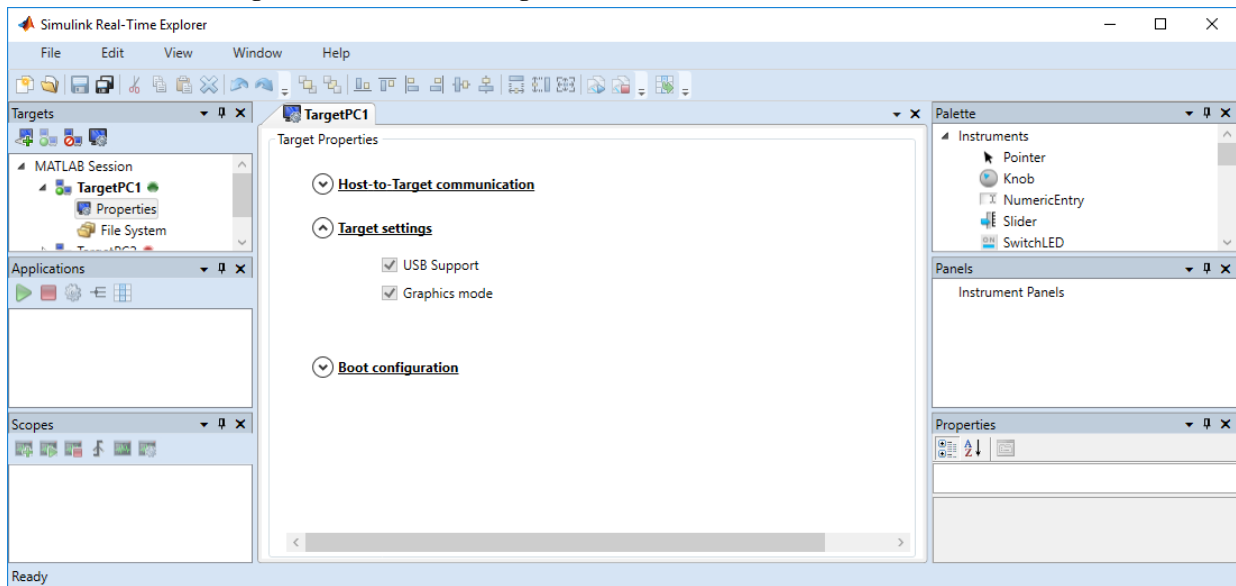 Simulink Real-Time Explorer
File Edit View Window Help
Targets
MATLAB Session
TargetPC1
Properties
File System
Applications
Scopes
TargetPC1
Target Properties
Host-to-Target communication
Target settings
USB Support
Graphics mode
Boot configuration
Palette
Instruments
Pointer
Knob
NumericEntry
Slider
SwitchLED
Panels
Instrument Panels
Properties
Ready